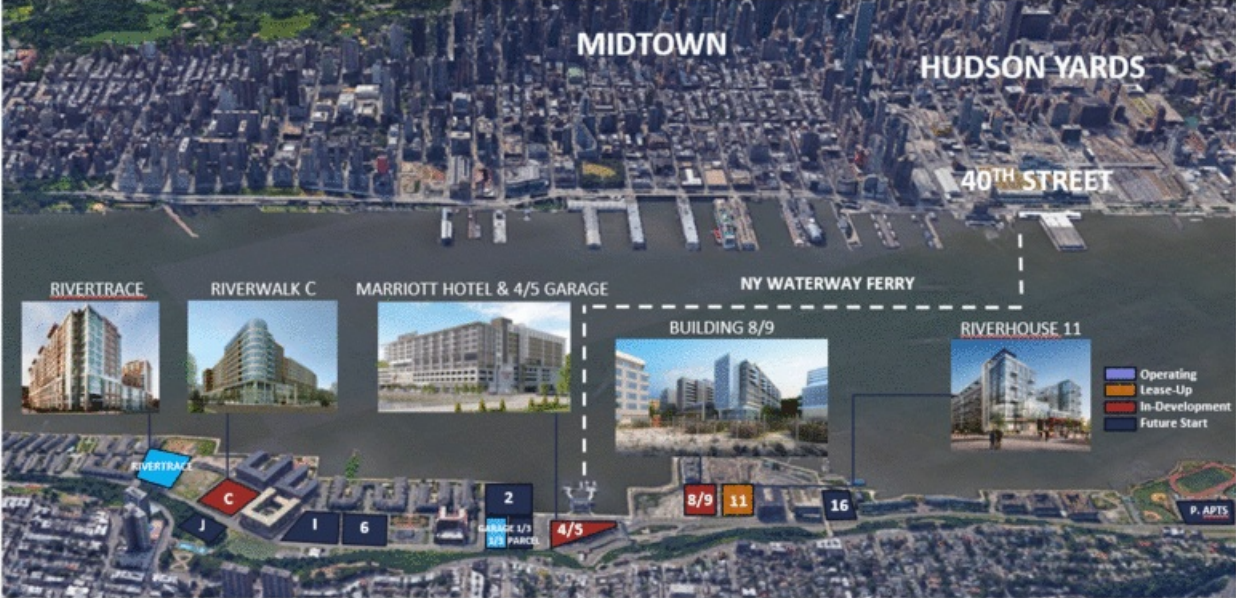 MIDTOWN
HUDSON YARDS
40TH STREET
NY WATERWAY FERRY
RIVERTRACE
RIVERWALK C
MARRIOTT HOTEL & 4/5 GARAGE
BUILDING 8/9
RIVERHOUSE 11
Operating
Lease-Up
In-Development
Future Start
RIVERTRACE
C
J
I
6
2
GARAGE 1/3
1/3 PARCEL
4/5
8/9
11
16
P. APTS